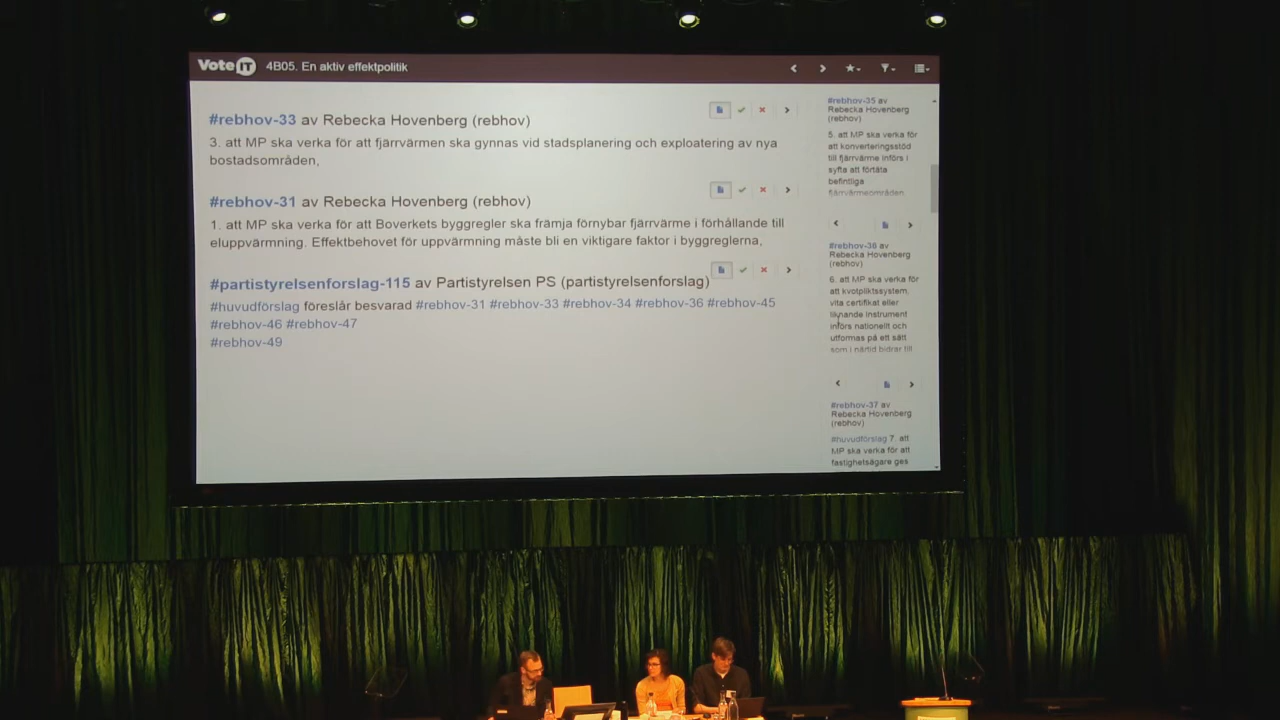 VoteIT 4B05. En aktiv effektpolitik
#rebhov-33 av Rebecka Hovenberg (rebhov)
3. att MP ska verka för att fjärrvärmen ska gynnas vid stadsplanering och exploatering av nya
bostadsområden,
#rebhov-31 av Rebecka Hovenberg (rebhov)
1. att MP ska verka för att Boverkets byggregler ska främja förnybar fjärrvärme i förhållande till
eluppvärmning. Effektbehovet för uppvärmning måste bli en viktigare faktor i byggreglerna,
#partistyrelsenforslag-115 av Partistyrelsen PS (partistyrelsenforslag)
#huvudförslag föreslår besvarad #rebhov-31 #rebhov-33 #rebhov-34 #rebhov-36 #rebhov-45
#rebhov-46 #rebhov-47
#rebhov-49
#rebhov-35 av
Rebecka Hovenberg
(rebhov)
5. att MP ska verka för
att konverteringsstöd
till fjärrvärme införs i
syfte att förtäta
befintliga
fjärrvärmeområden.
#rebhov-36 av
Rebecka Hovenberg
(rebhov)
6. att MP ska verka för
att kvotpliktssystem,
vita certifikat eller
liknande instrument
införs nationellt och
utformas på ett sätt
som i närtid bidrar till
#rebhov-37 av
Rebecka Hovenberg
(rebhov)
#huvudförslag 7. att
MP ska verka för att
fastighetsägare ges